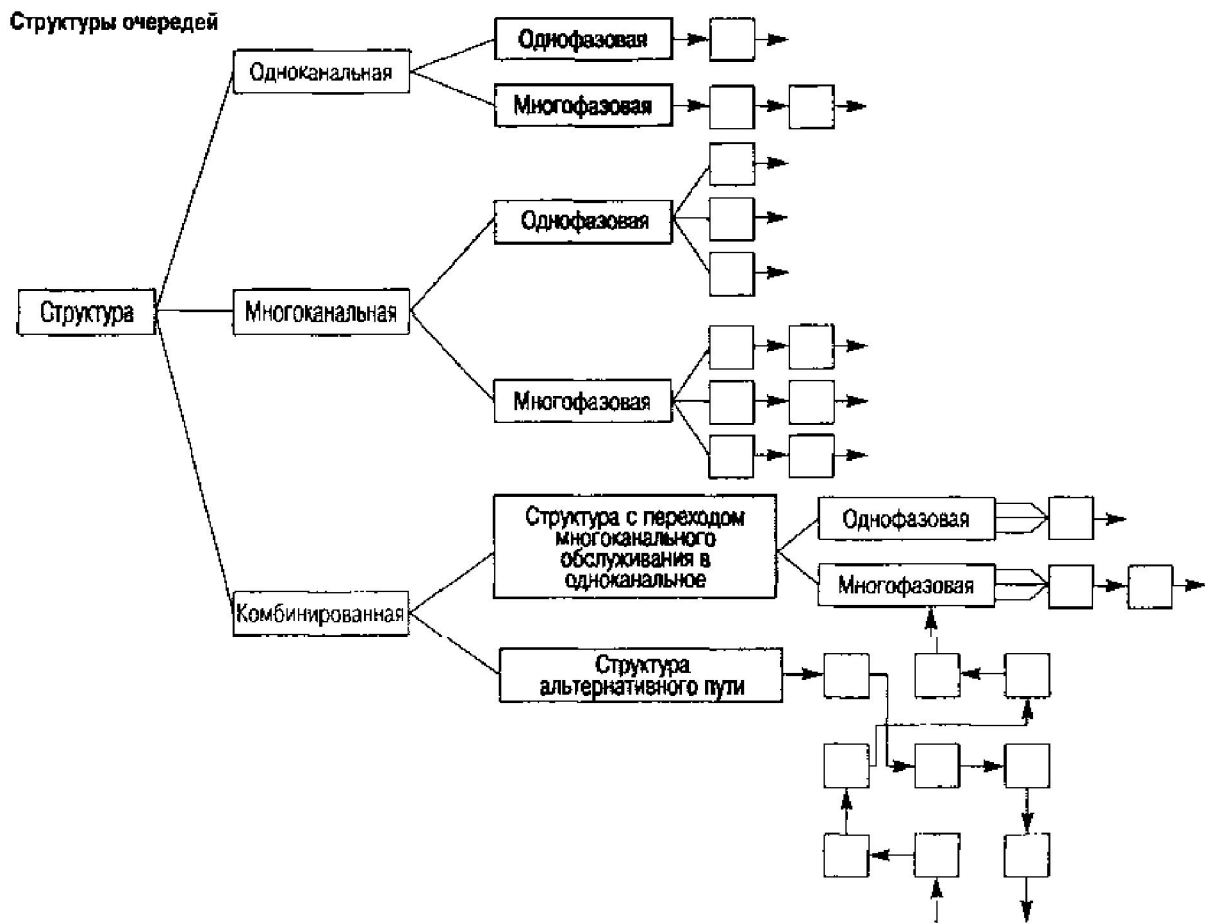 Структуры очередей
Одноканальная
Однофазовая
Многофазовая
Структура
Многоканальная
Однофазовая
Многофазовая
Комбинированная
Структура с переходом
многоканального
обслуживания в
одноканальное
Однофазовая
Многофазовая
Структура
альтернативного пути